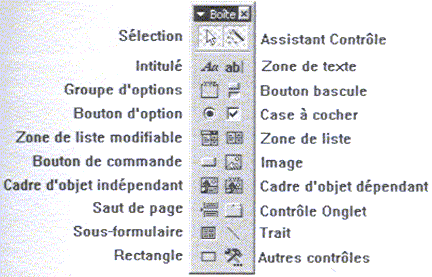 Boîte
Sélection Assistant Contrôle
Intitulé Aa ab| Zone de texte
Groupe d'options Bouton bascule
Bouton d'option Case à cocher
Zone de liste modifiable Zone de liste
Bouton de commande Image
Cadre d'objet indépendant Cadre d'objet dépendant
Saut de page Contrôle Onglet
Sous-formulaire Trait
Rectangle Autres contrôles